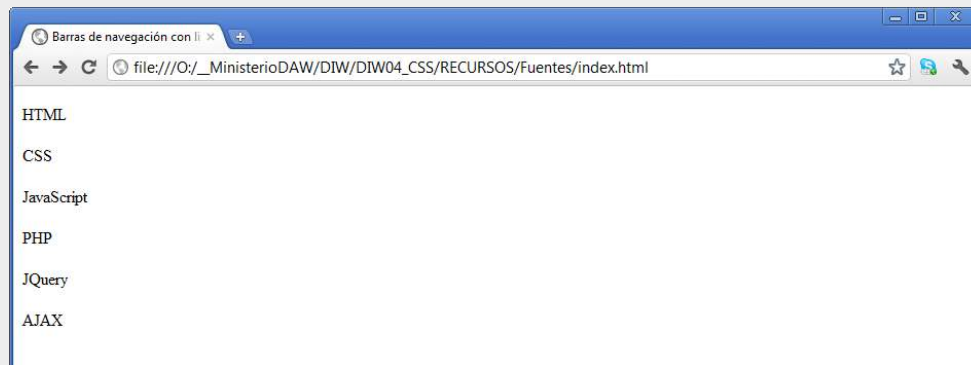 Barras de navegación con li
file:///O:/__MinisterioDAW/DIW/DIW04_CSS/RECURSOS/Fuentes/index.html
HTML
CSS
JavaScript
PHP
JQuery
AJAX